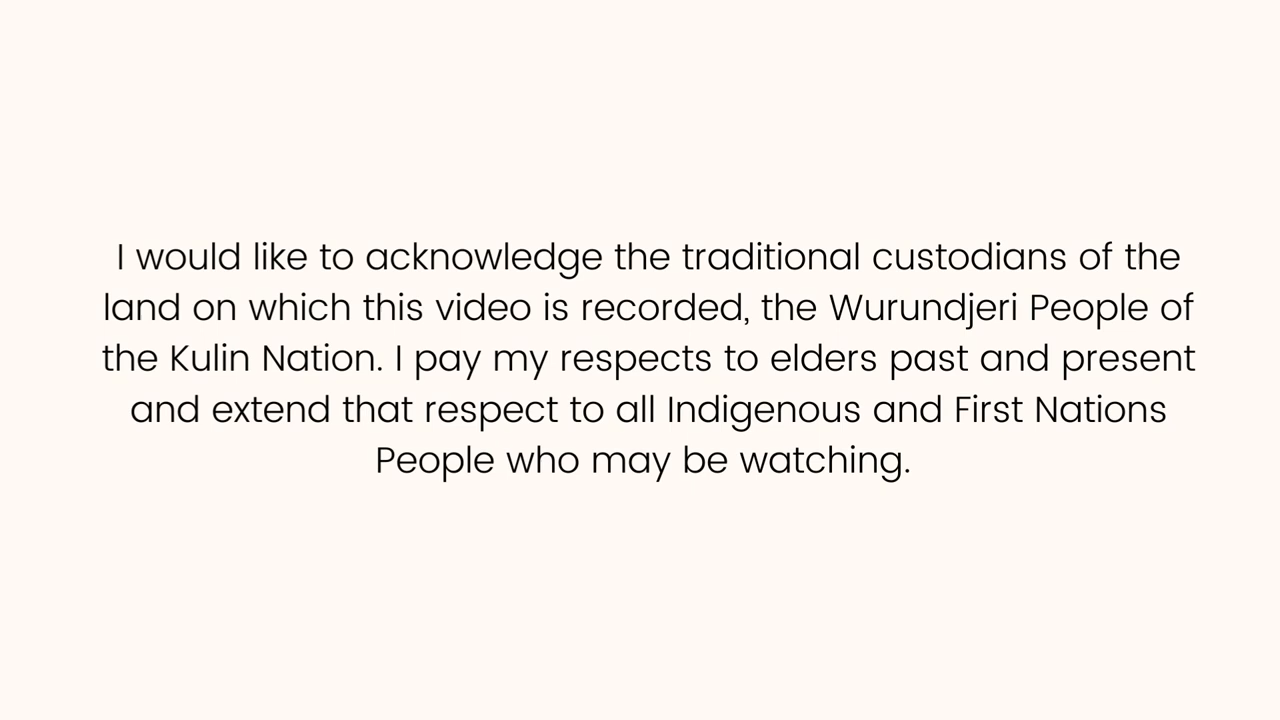 I would like to acknowledge the traditional custodians of the
land on which this video is recorded, the Wurundjeri People of
the Kulin Nation. I pay my respects to elders past and present
and extend that respect to all Indigenous and First Nations
People who may be watching.